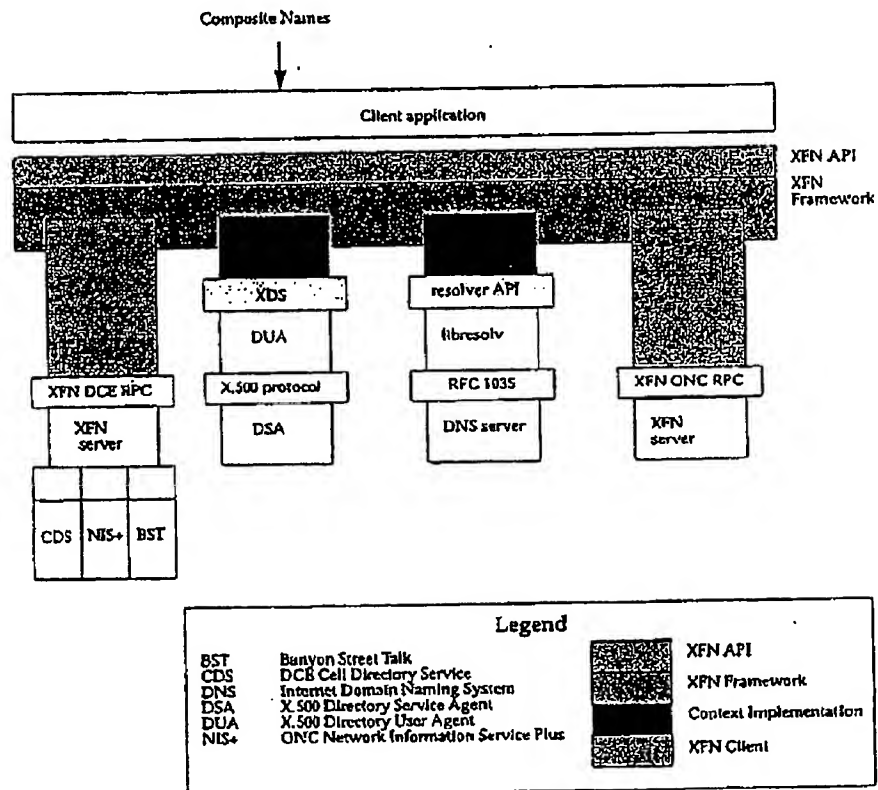 Composite Names
Client application
XFN API
XFN
Framework
XDS
resolver API
DUA
libresolv
XFN DCE RPC
X.500 protocol
RFC 1035
XFN ONC RPC
XFN
server
DSA
DNS server
XFN
server
CDS
NIS+
BST
Legend
BST Banyon Street Talk
CDS DCE Cell Directory Service
DNS Internet Domain Naming System
DSA X.500 Directory Service Agent
DUA X.500 Directory User Agent
NIS+ ONC Network Information Service Plus
XFN API
XFN Framework
Context Implementation
XFN Client